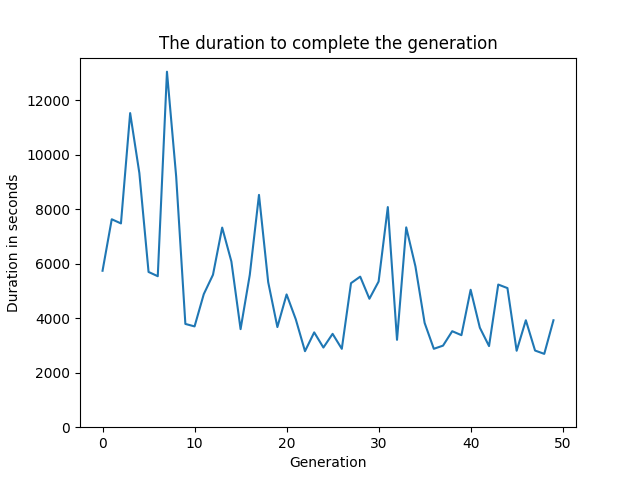 The duration to complete the generation
12000
10000
8000
6000
4000
2000
0
Duration in seconds
0 10 20 30 40 50
Generation